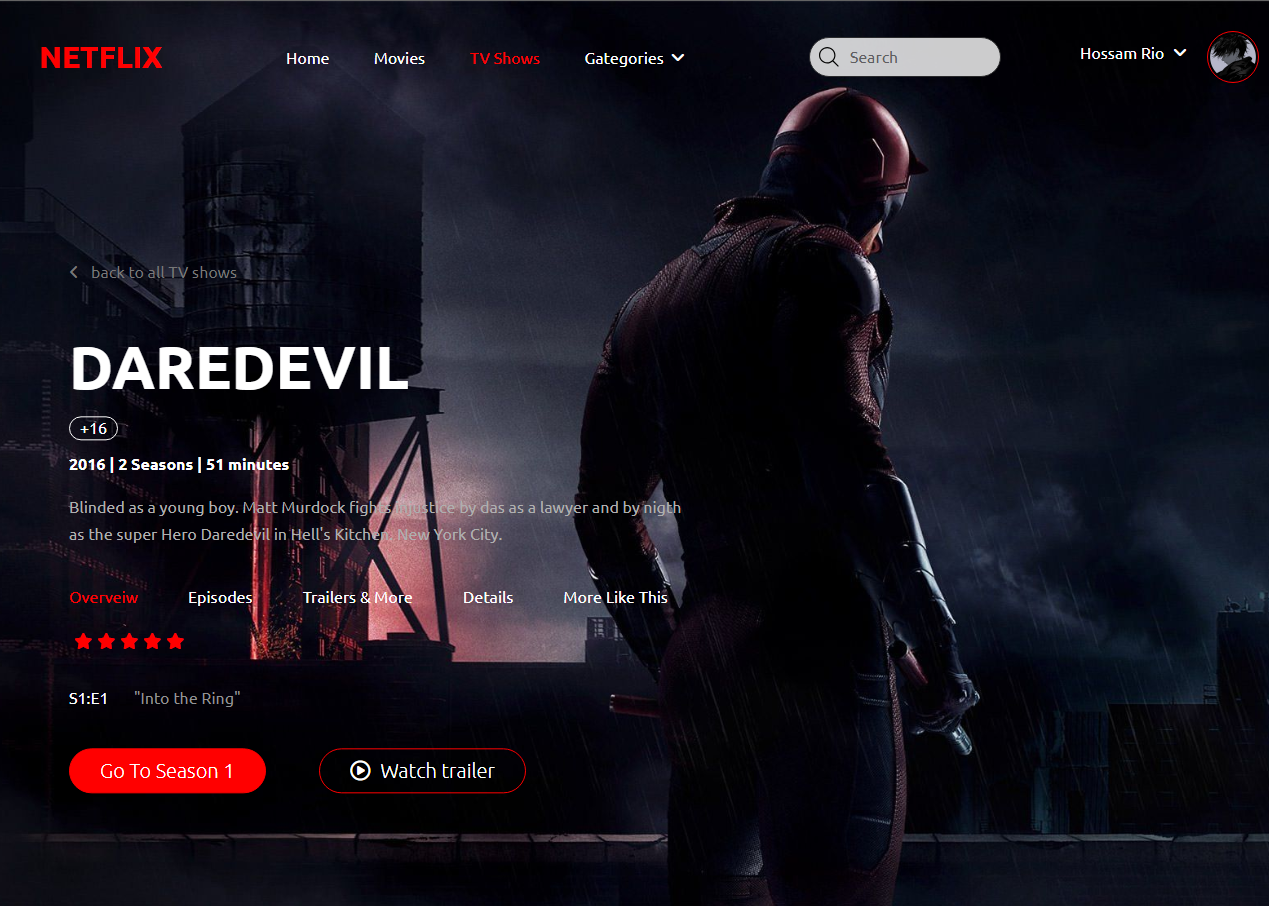 NETFLIX Home Movies TV Shows Gategories Search Hossam Rio
back to all TV shows
DAREDEVIL
+16
2016 | 2 Seasons | 51 minutes
Blinded as a young boy. Matt Murdock fights injustice by das as a lawyer and by nigth
as the super Hero Daredevil in Hell's Kitchen, New York City.
Overveiw Episodes Trailers & More Details More Like This
S1:E1 "Into the Ring"
Go To Season 1 Watch trailer